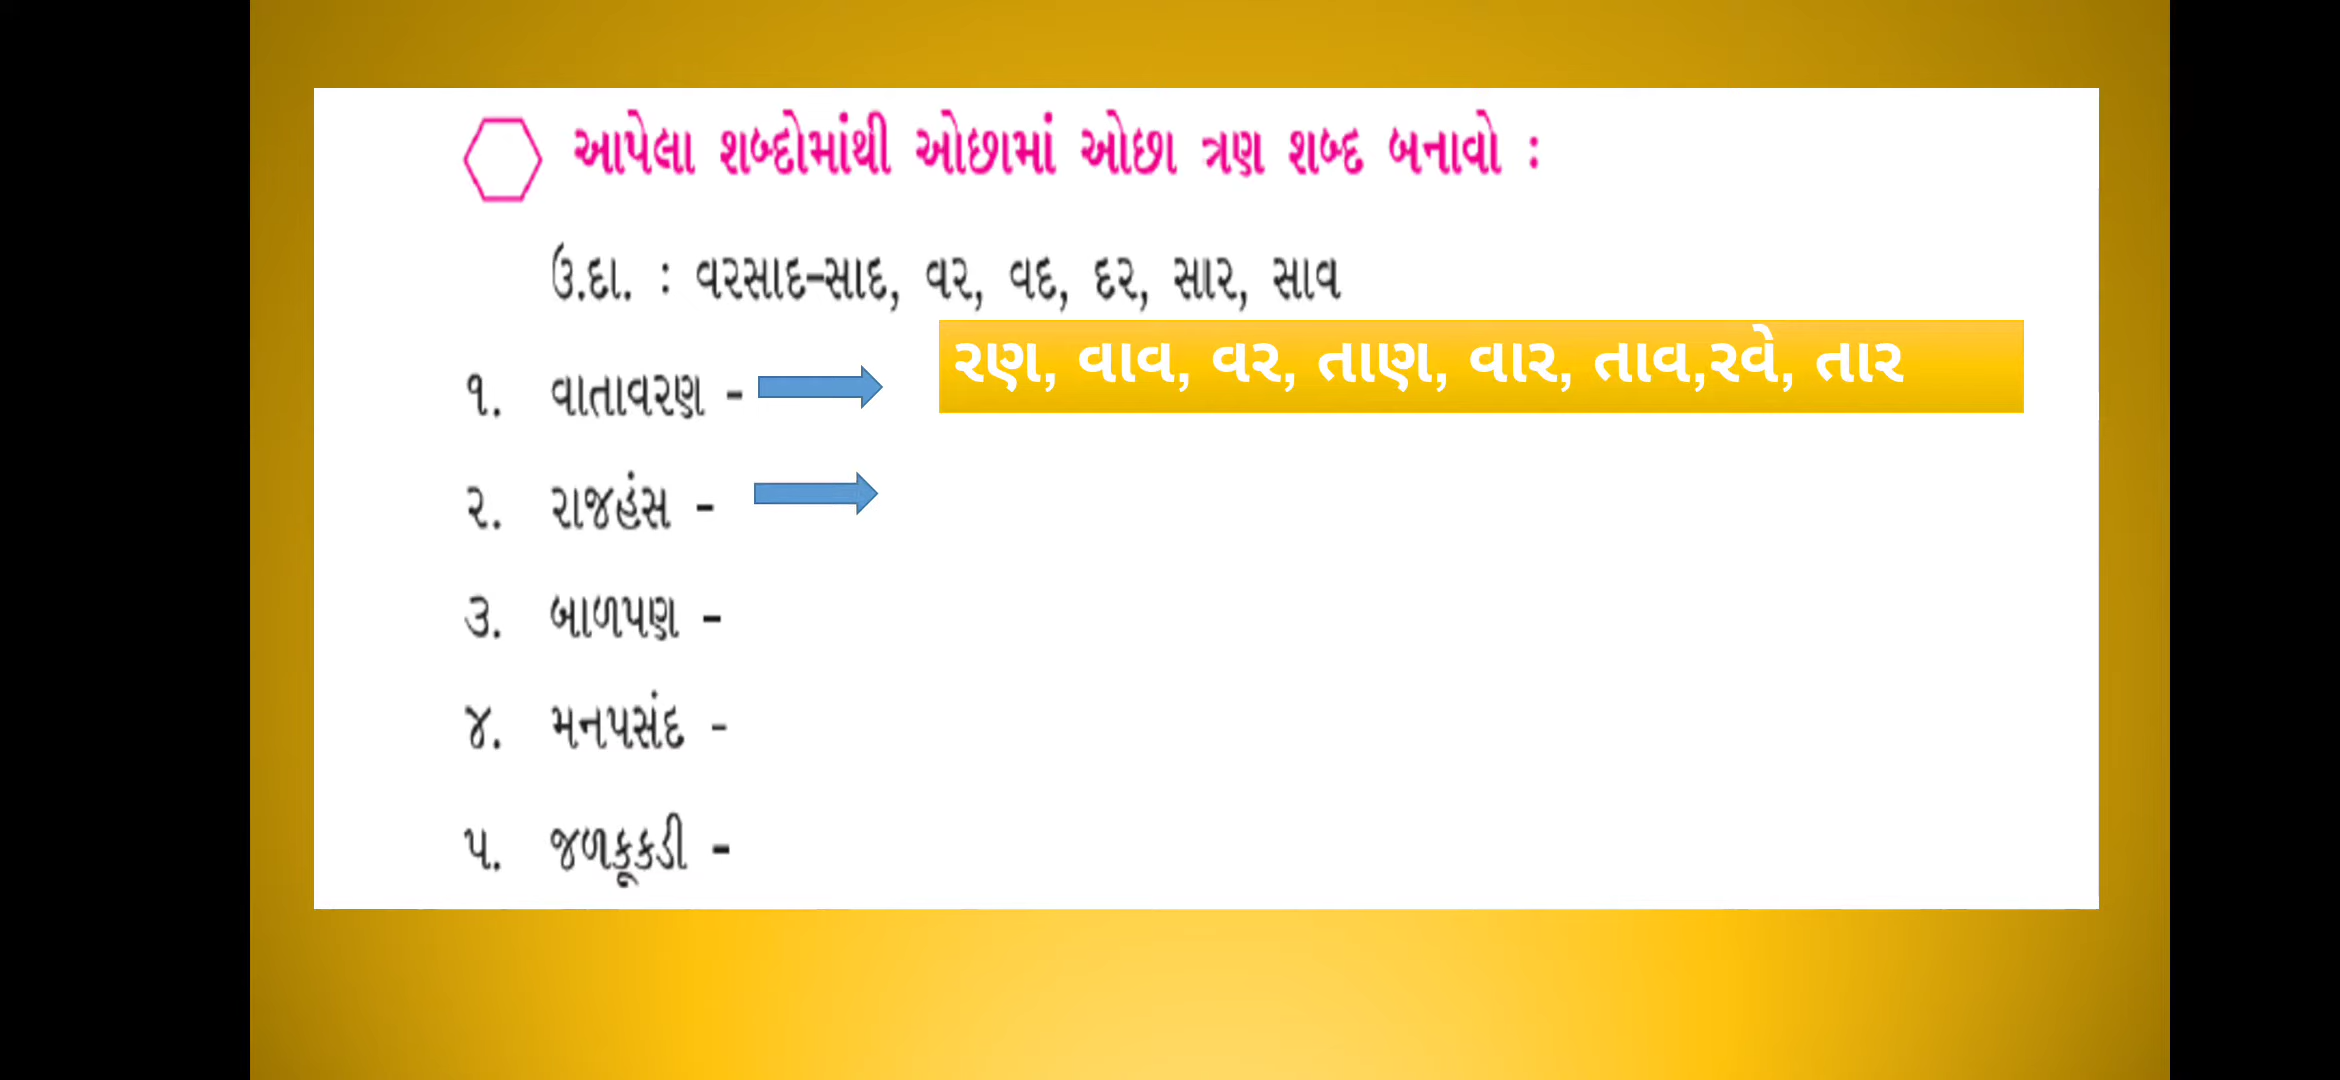 આપેલા શબ્દોમાંથી ઓછામાં ઓછા ત્રણ શબ્દ બનાવો :
ઉ.દા. : વરસાદ–સાદ, વર, વદ, દર, સાર, સાવ
૧. વાતાવરણ – રણ, વાવ, વર, તાણ, વાર, તાવ,રવે, તાર
૨. રાજહંસ –
૩. બાળપણ –
૪. મનપસંદ -
૫. જળકૂકડી –